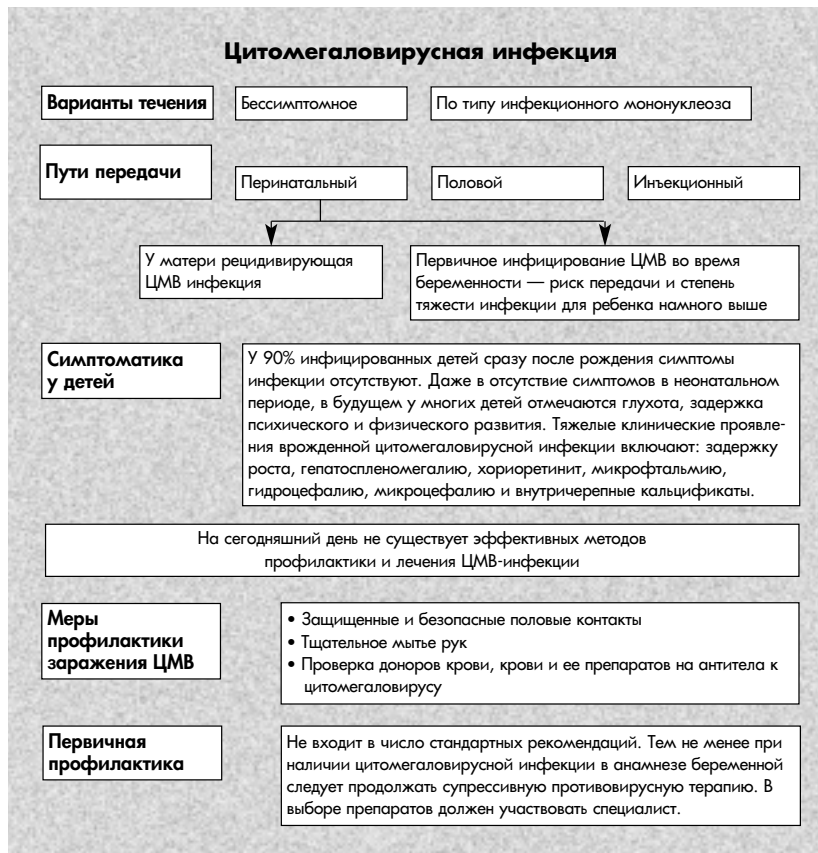 Цитомегаловирусная инфекция
Варианты течения
Бессимптомное
По типу инфекционного мононуклеоза
Пути передачи
Перинатальный
Половой
Инъекционный
У матери рецидивирующая
ЦМВ инфекция
Первичное инфицирование ЦМВ во время
беременности — риск передачи и степень
тяжести инфекции для ребенка намного выше
Симптоматика
у детей
У 90% инфицированных детей сразу после рождения симптомы
инфекции отсутствуют. Даже в отсутствие симптомов в неонатальном
периоде, в будущем у многих детей отмечаются глухота, задержка
психического и физического развития. Тяжелые клинические проявле-
ния врожденной цитомегаловирусной инфекции включают: задержку
роста, гепатоспленомегалию, хориоретинит, микрофтальмию,
гидроцефалию, микроцефалию и внутричерепные кальцификаты.
На сегодняшний день не существует эффективных методов
профилактики и лечения ЦМВ-инфекции
Меры
профилактики
заражения ЦМВ
• Защищенные и безопасные половые контакты
• Тщательное мытье рук
• Проверка доноров крови, крови и ее препаратов на антитела к
цитомегаловирусу
Первичная
профилактика
Не входит в число стандартных рекомендаций. Тем не менее при
наличии цитомегаловирусной инфекции в анамнезе беременной
следует продолжать супрессивную противовирусную терапию. В
выборе препаратов должен участвовать специалист.